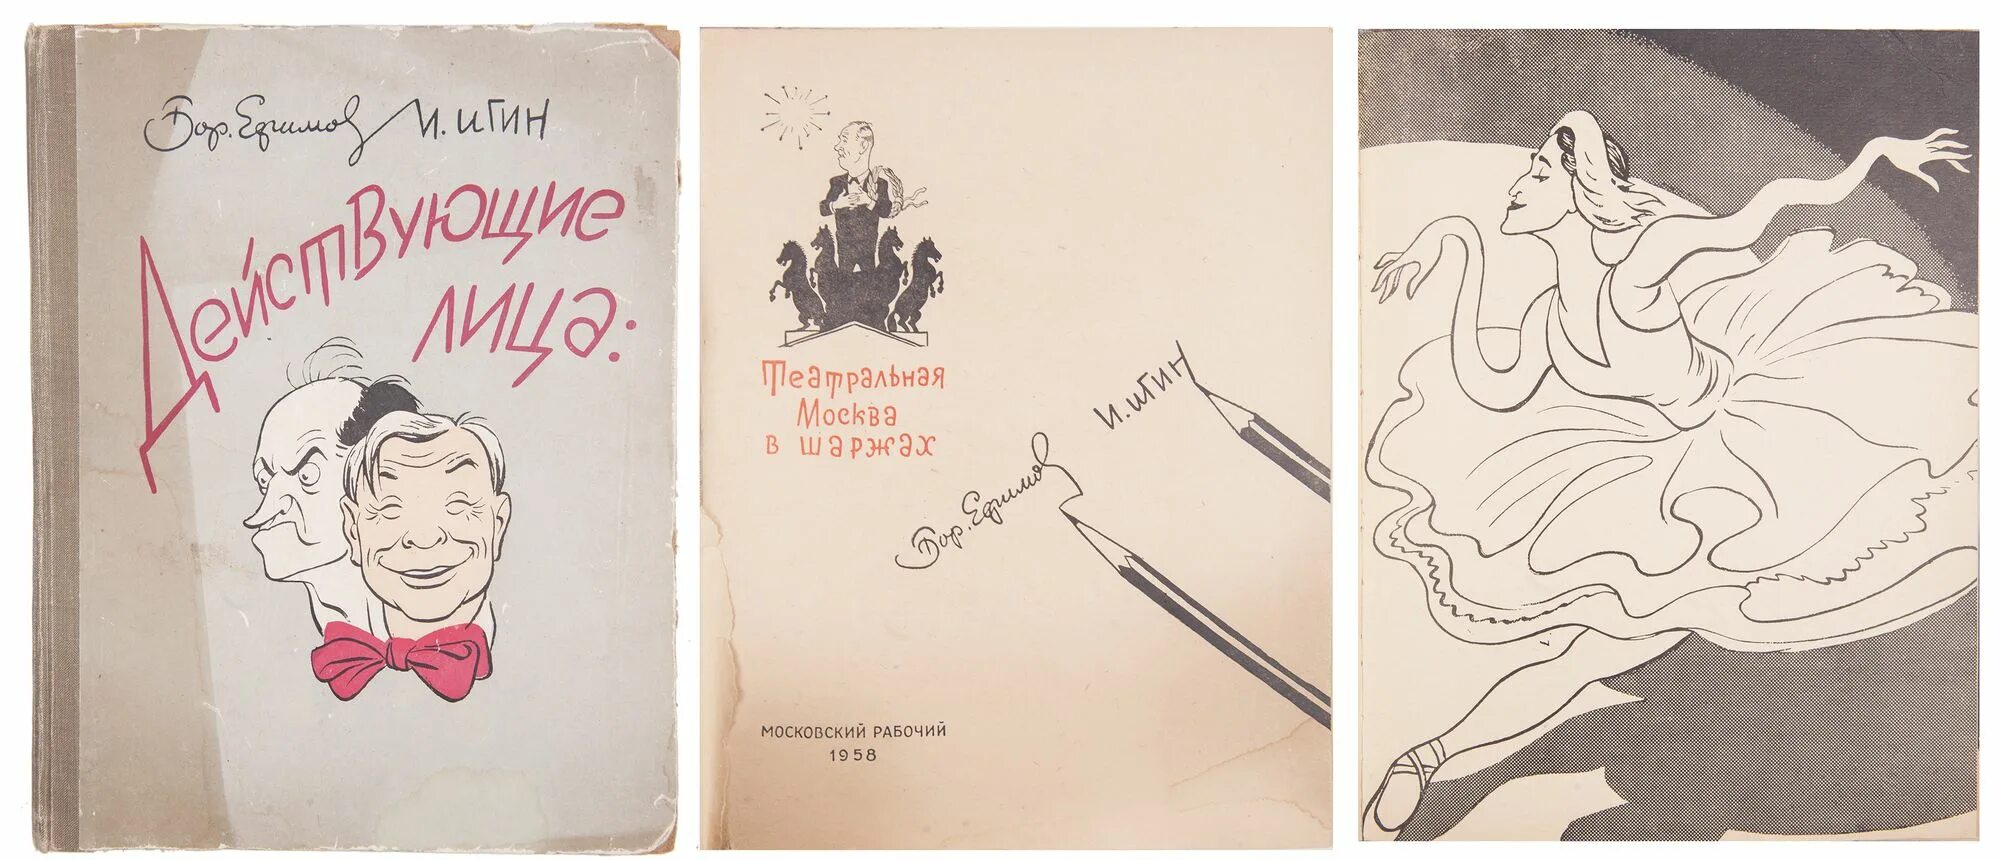 Бор. Ефимов И. ИГИН
Действующие
лица:
Театральная
Москва
в шаржах
И. ИГИН
Бор. Ефимов
МОСКОВСКИЙ РАБОЧИЙ
1958